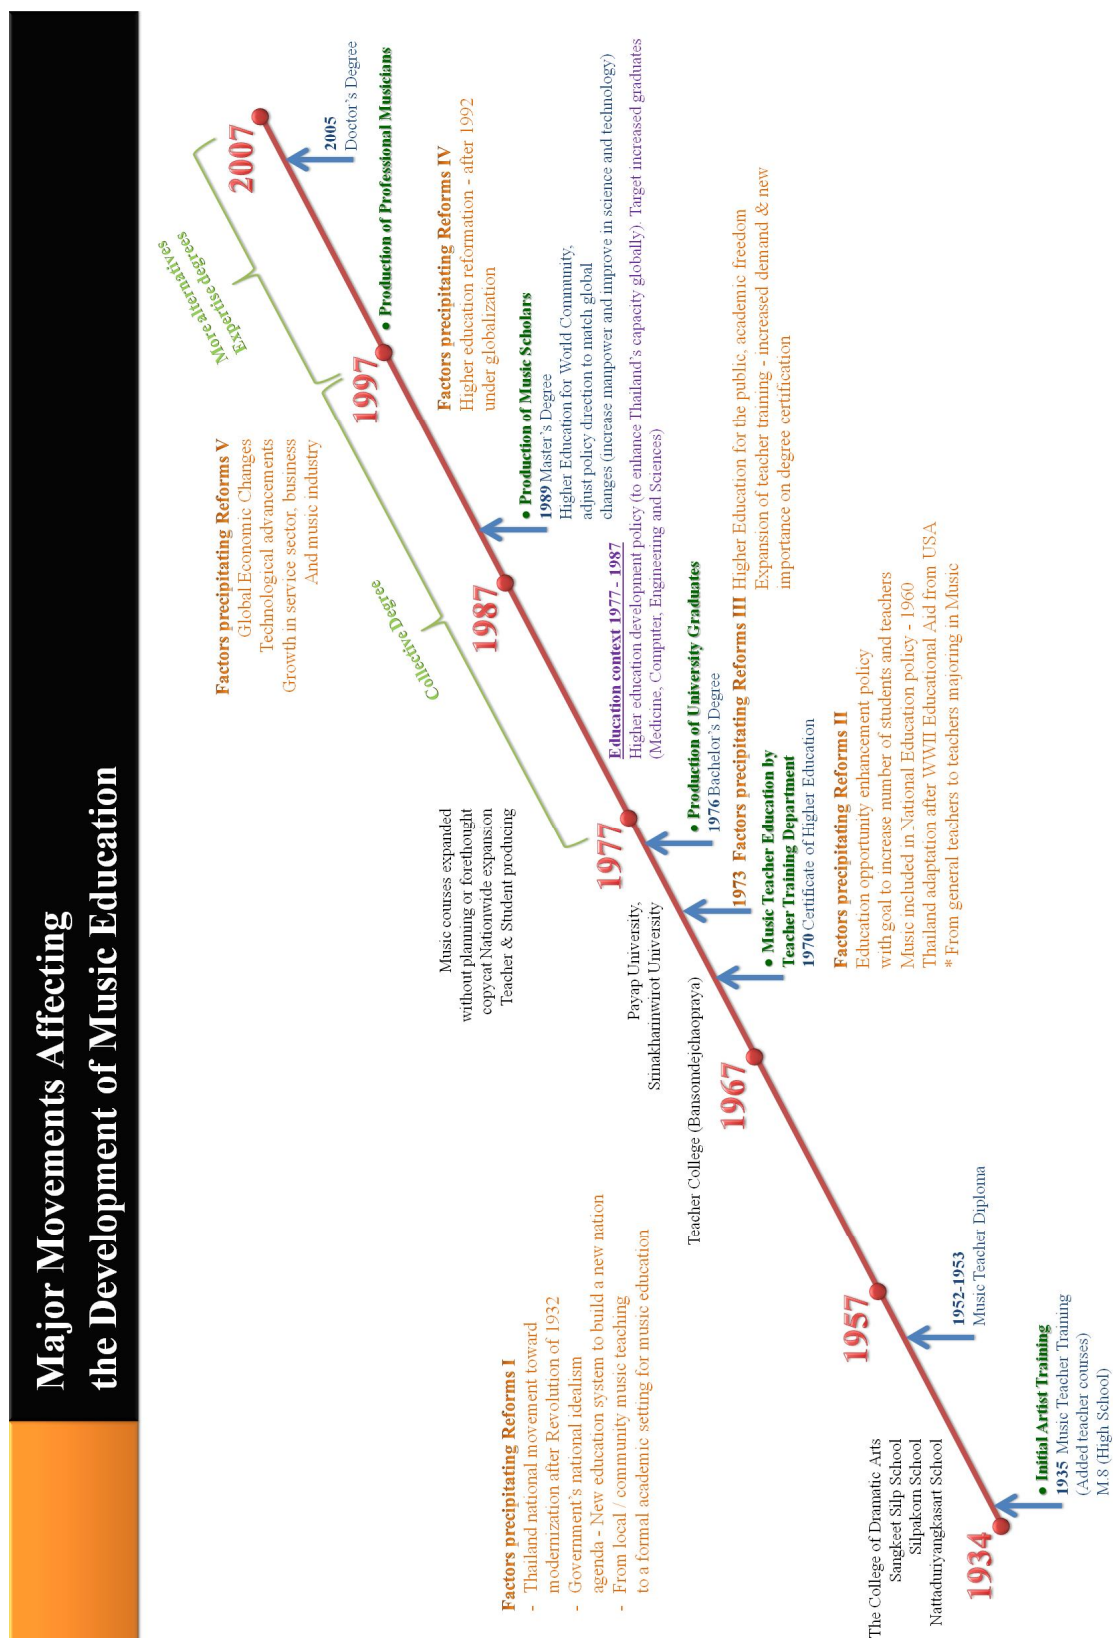 Major Movements Affecting
the Development of Music Education
Factors precipitating Reforms I
- Thailand national movement toward
modernization after Revolution of 1932
- Government`s national idealism
agenda - New education system to build a new nation
- From local / community music teaching
to a formal academic setting for music education
The College of Dramatic Arts
Sangkeet Silp School
Silpakorn School
Nattaduriyangkasart School
1934
• Initial Artist Training
1935 Music Teacher Training
(Added teacher courses)
M.8 (High School)
1957
1952-1953
Music Teacher Diploma
1967
Teacher College (Bansomdejchaopraya)
Payap University,
Srinakharinwirot University
Music courses expanded
without planning or forethought
copycat Nationwide expansion
Teacher & Student producing
1977
• Music Teacher Education by
Teacher Training Department
1970 Certificate of Higher Education
Factors precipitating Reforms II
Education opportunity enhancement policy
with goal to increase number of students and teachers
Music included in National Education policy - 1960
Thailand adaptation after WWII Educational Aid from USA
* From general teachers to teachers majoring in Music
1973 Factors precipitating Reforms III Higher Education for the public, academic freedom
Expansion of teacher training - increased demand & new
importance on degree certification
• Production of University Graduates
1976 Bachelor`s Degree
Education context 1977 - 1987
Higher education development policy (to enhance Thailand`s capacity globally). Target increased graduates
(Medicine, Computer, Engineering and Sciences)
Collective Degree
1987
• Production of Music Scholars
1989 Master`s Degree
Higher Education for World Community,
adjust policy direction to match global
changes (increase manpower and improve in science and technology)
Factors precipitating Reforms V
Global Economic Changes
Technological advancements
Growth in service sector, business
And music industry
1997
Factors precipitating Reforms IV
Higher education reformation - after 1992
under globalization
• Production of Professional Musicians
More alternatives
Expertise degrees
2007
2005
Doctor`s Degree